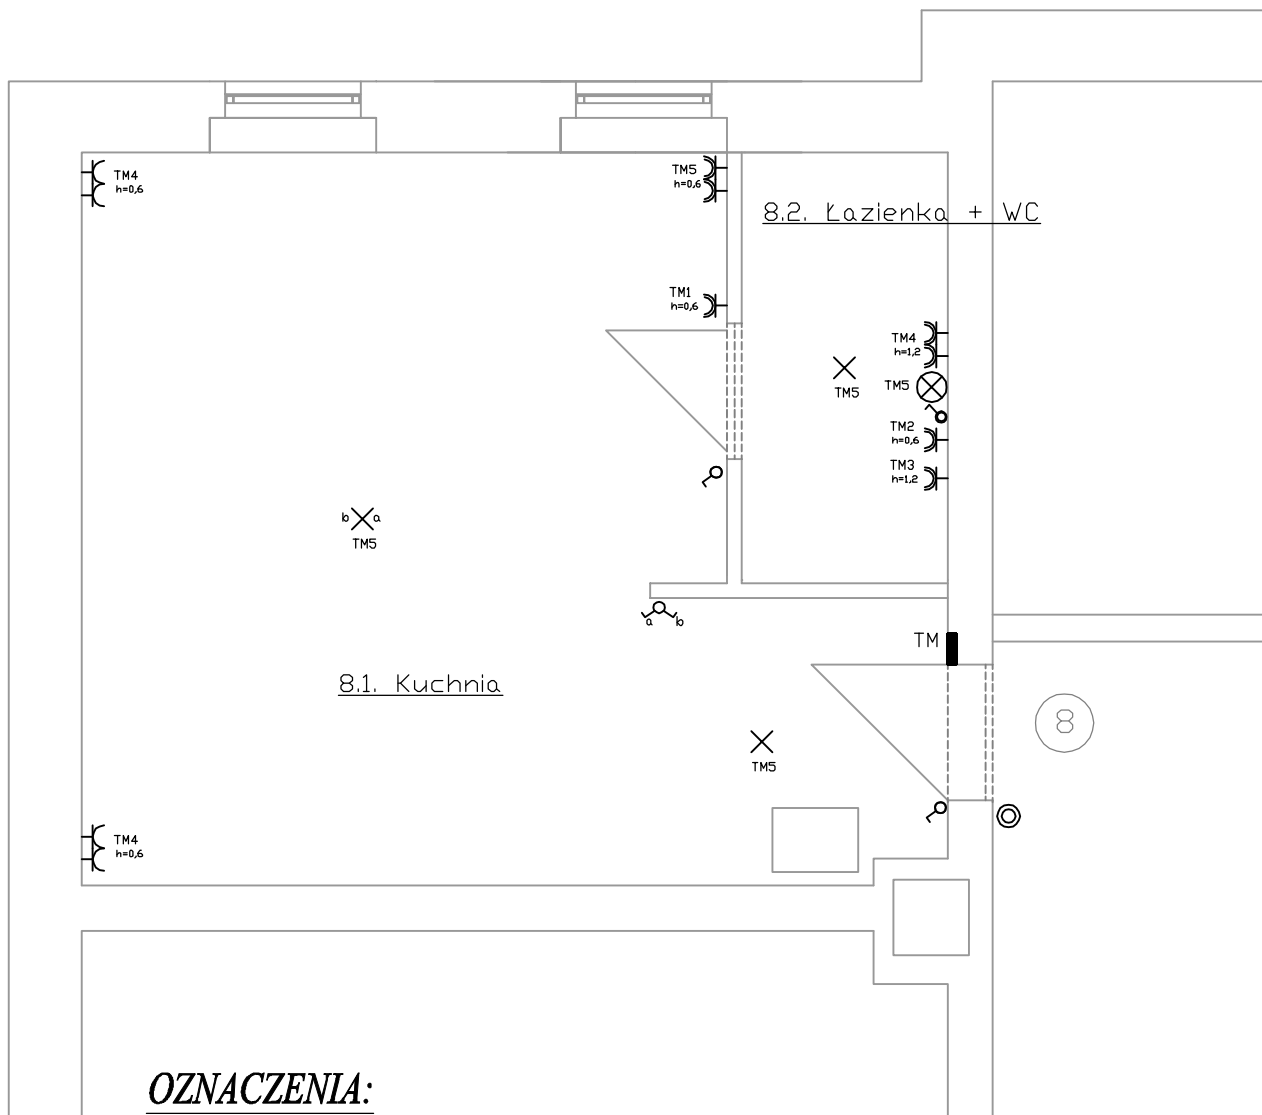 TM4
h=0,6
TM5
h=0,6
8.2. Łazienka + WC
TM1
h=0,6
TM4
h=1,2
TM5
TM5
TM2
h=0,6
TM3
h=1,2
b a
TM5
a b
TM
8.1. Kuchnia
8
TM5
TM4
h=0,6
OZNACZENIA: